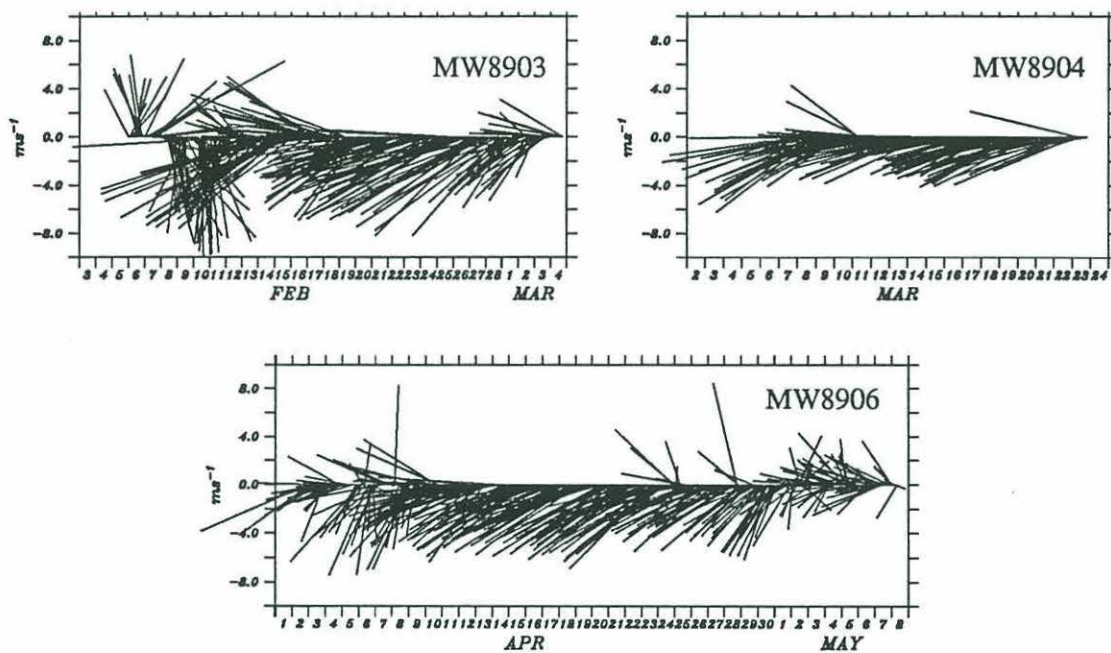 8.0
4.0
0.0
-4.0
-8.0
ms⁻¹
MW8903
3 4 5 6 7 8 9 10 11 12 13 14 15 16 17 18 19 20 21 22 23 24 25 26 27 28 1 2 3 4
FEB MAR
8.0
4.0
0.0
-4.0
-8.0
ms⁻¹
MW8904
2 3 4 5 6 7 8 9 10 11 12 13 14 15 16 17 18 19 20 21 22 23 24
MAR
8.0
4.0
0.0
-4.0
-8.0
ms⁻¹
MW8906
1 2 3 4 5 6 7 8 9 10 11 12 13 14 15 16 17 18 19 20 21 22 23 24 25 26 27 28 29 30 1 2 3 4 5 6 7 8
APR MAY